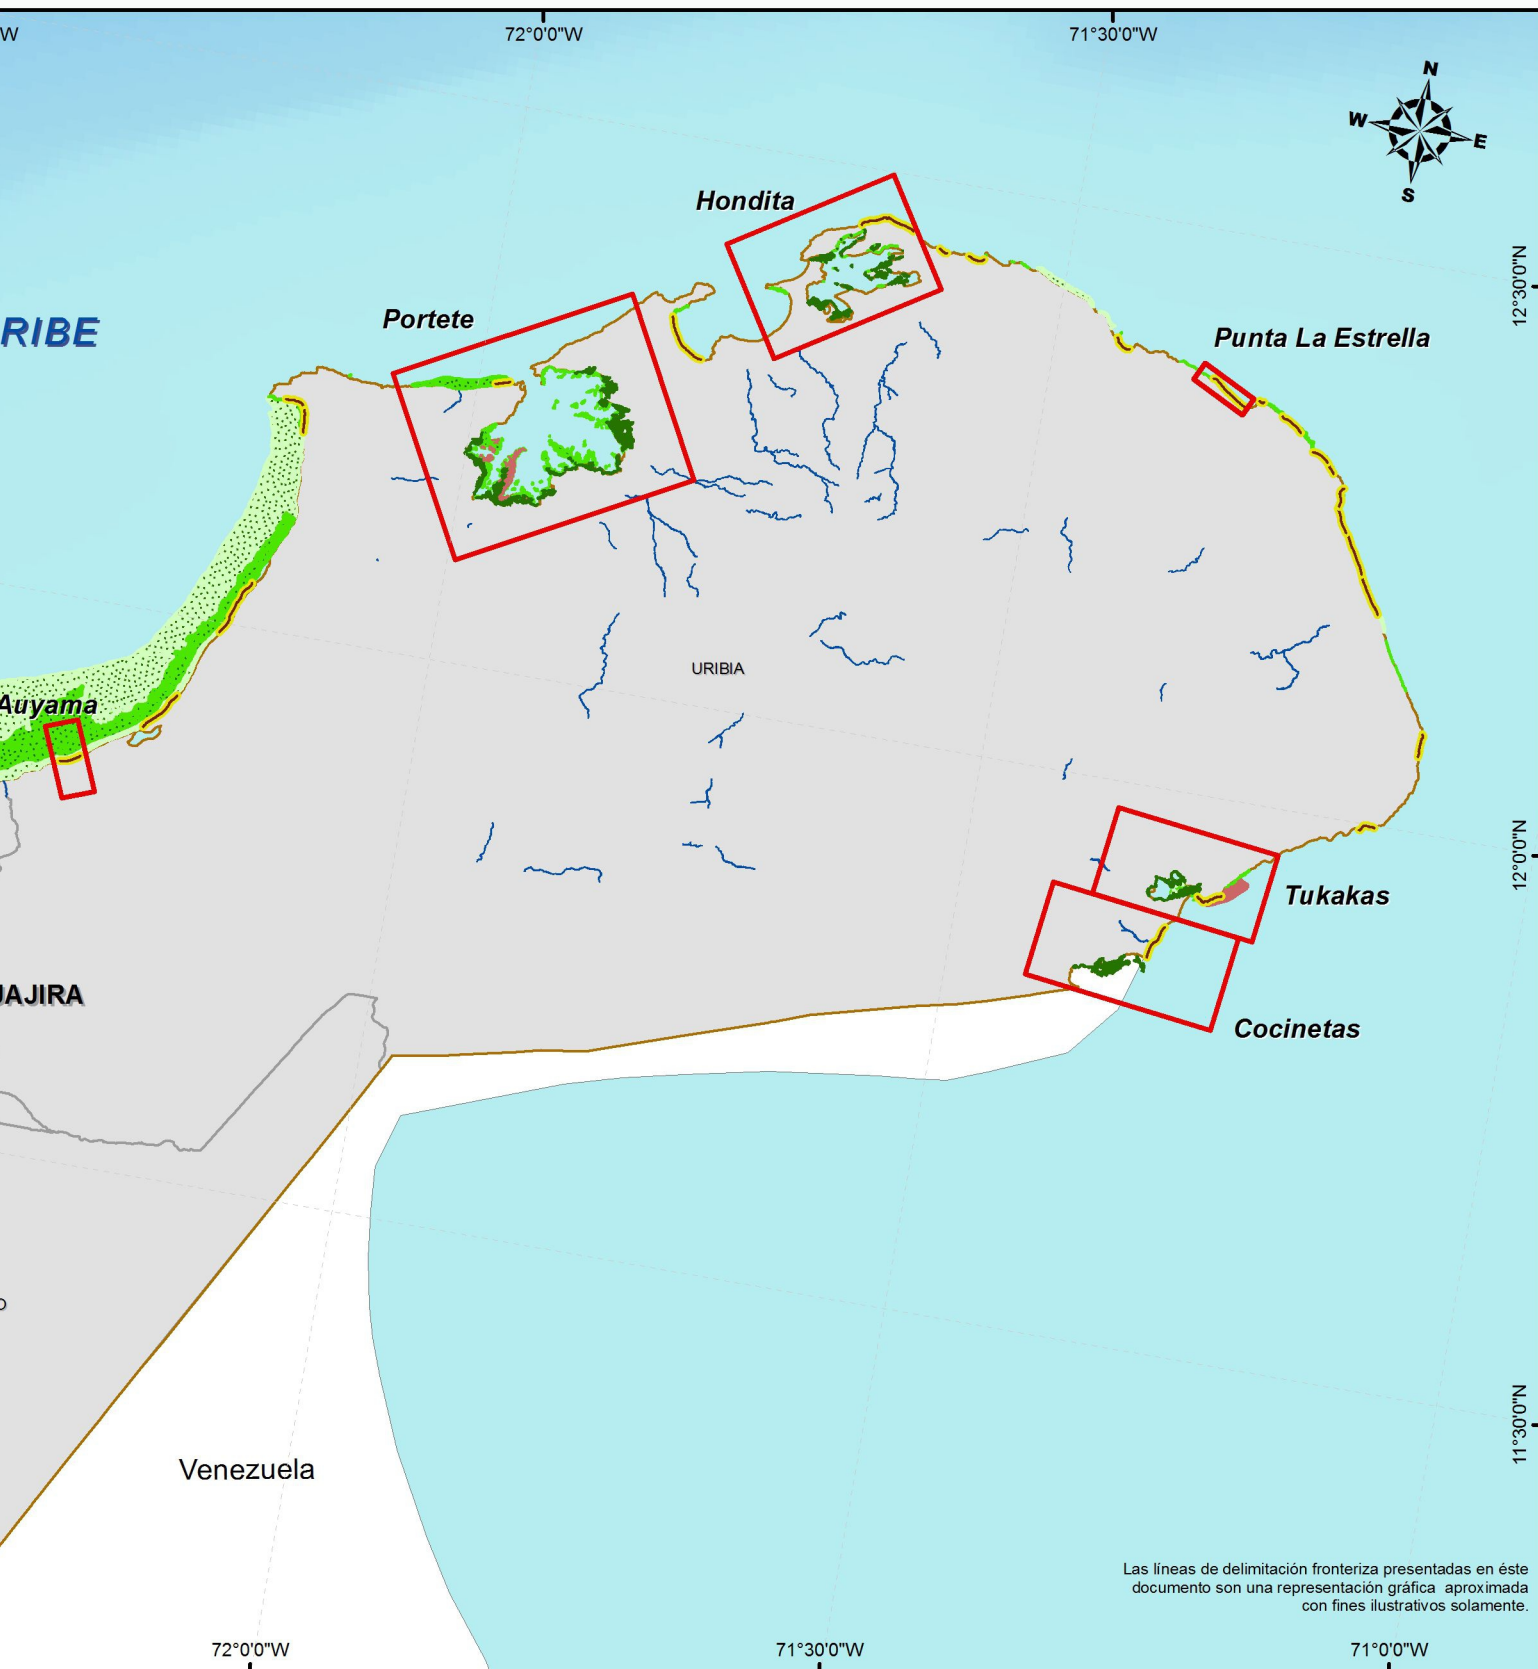 W
72°0'0"W
71°30'0"W
N
W
E
S
Hondita
12°30'0"N
Portete
RIBE
Punta La Estrella
URIBIA
Auyama
12°0'0"N
Tukakas
JAJIRA
Cocinetas
O
11°30'0"N
Venezuela
Las líneas de delimitación fronteriza presentadas en éste
documento son una representación gráfica aproximada
con fines ilustrativos solamente.
72°0'0"W
71°30'0"W
71°0'0"W